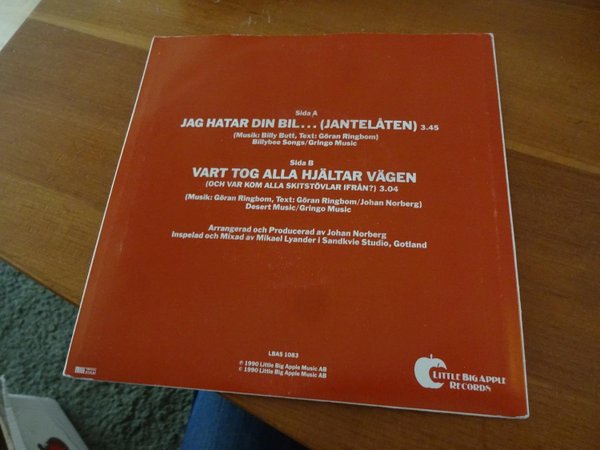 Sida A
JAG HATAR DIN BIL... (JANTELÅTEN) 3.45
(Musik: Billy Butt, Text: Göran Ringbom)
Billybee Songs/Gringo Music
Sida B
VART TOG ALLA HJÄLTAR VÄGEN
(OCH VAR KOM ALLA SKITSTÖVLAR IFRÅN?) 3.04
(Musik: Göran Ringbom, Text: Göran Ringbom/Johan Norberg)
Desert Music/Gringo Music
Arrangerad och Producerad av Johan Norberg
Inspelad och Mixad av Mikael Lyander i Sandkvie Studio, Gotland
LBAS 1083
℗ 1990 Little Big Apple Music AB
© 1990 Little Big Apple Music AB
LITTLE BIG APPLE
RECORDS